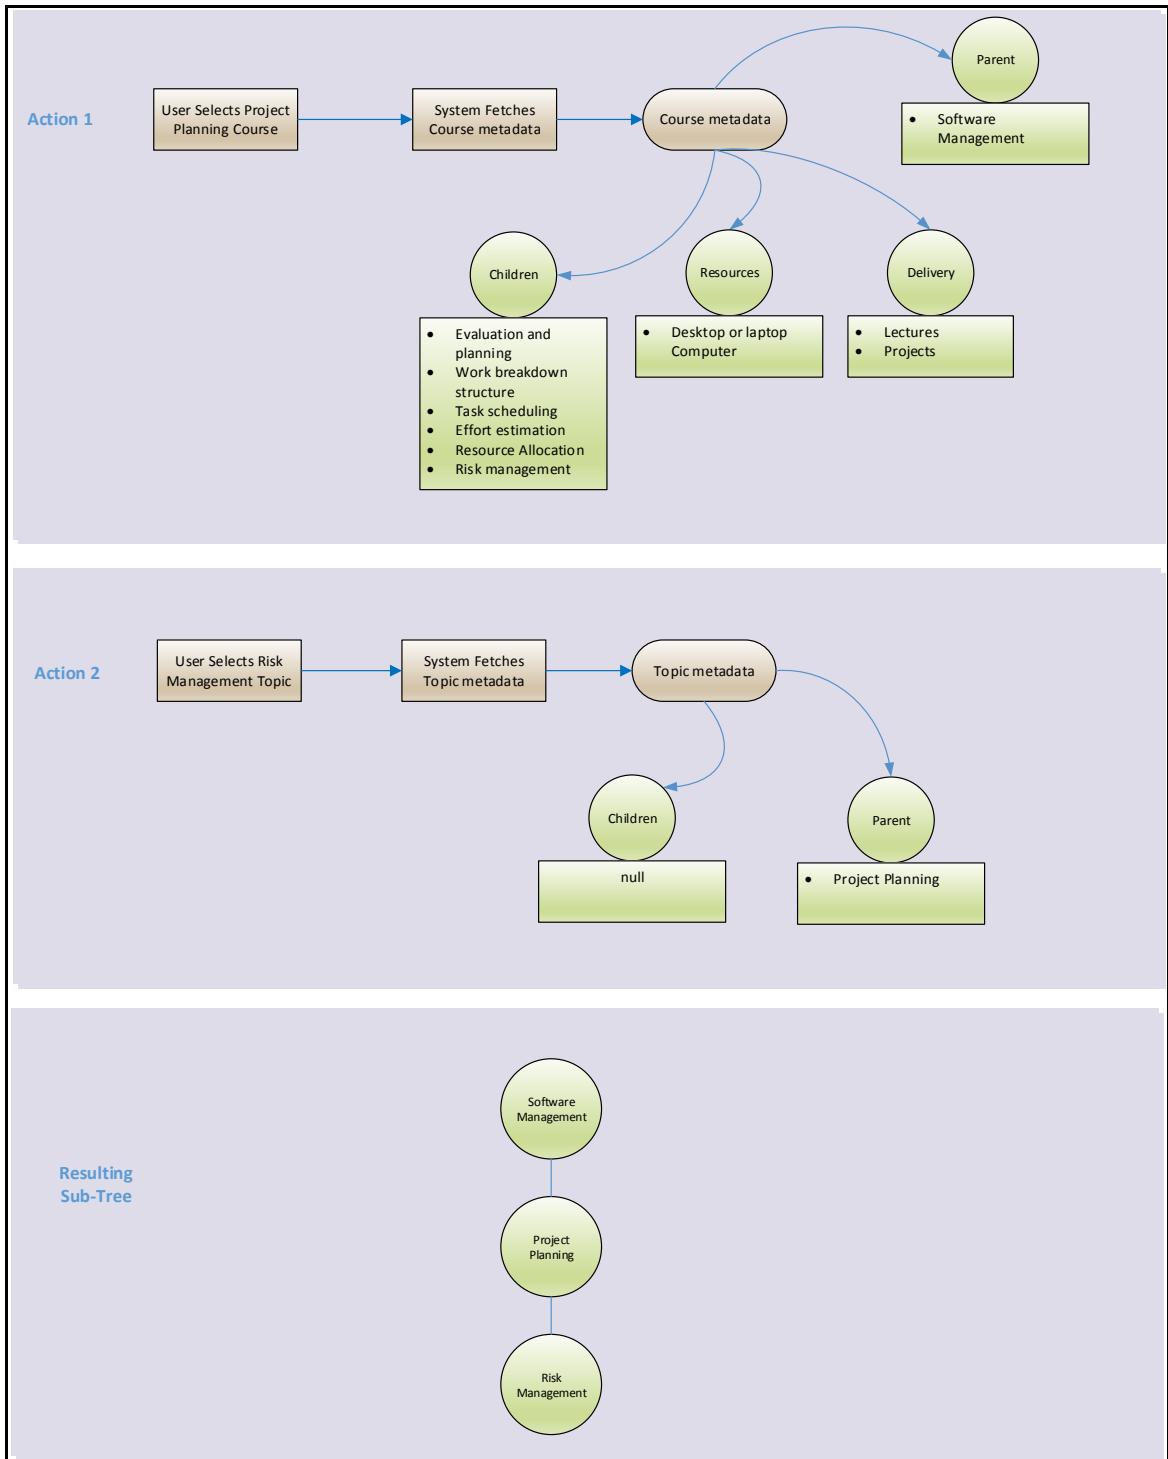 Action 1
User Selects Project
Planning Course
System Fetches
Course metadata
Course metadata
Parent
• Software
Management
Children
• Evaluation and
planning
• Work breakdown
structure
• Task scheduling
• Effort estimation
• Resource Allocation
• Risk management
Resources
• Desktop or laptop
Computer
Delivery
• Lectures
• Projects
Action 2
User Selects Risk
Management Topic
System Fetches
Topic metadata
Topic metadata
Children
null
Parent
• Project Planning
Resulting
Sub-Tree
Software
Management
Project
Planning
Risk
Management